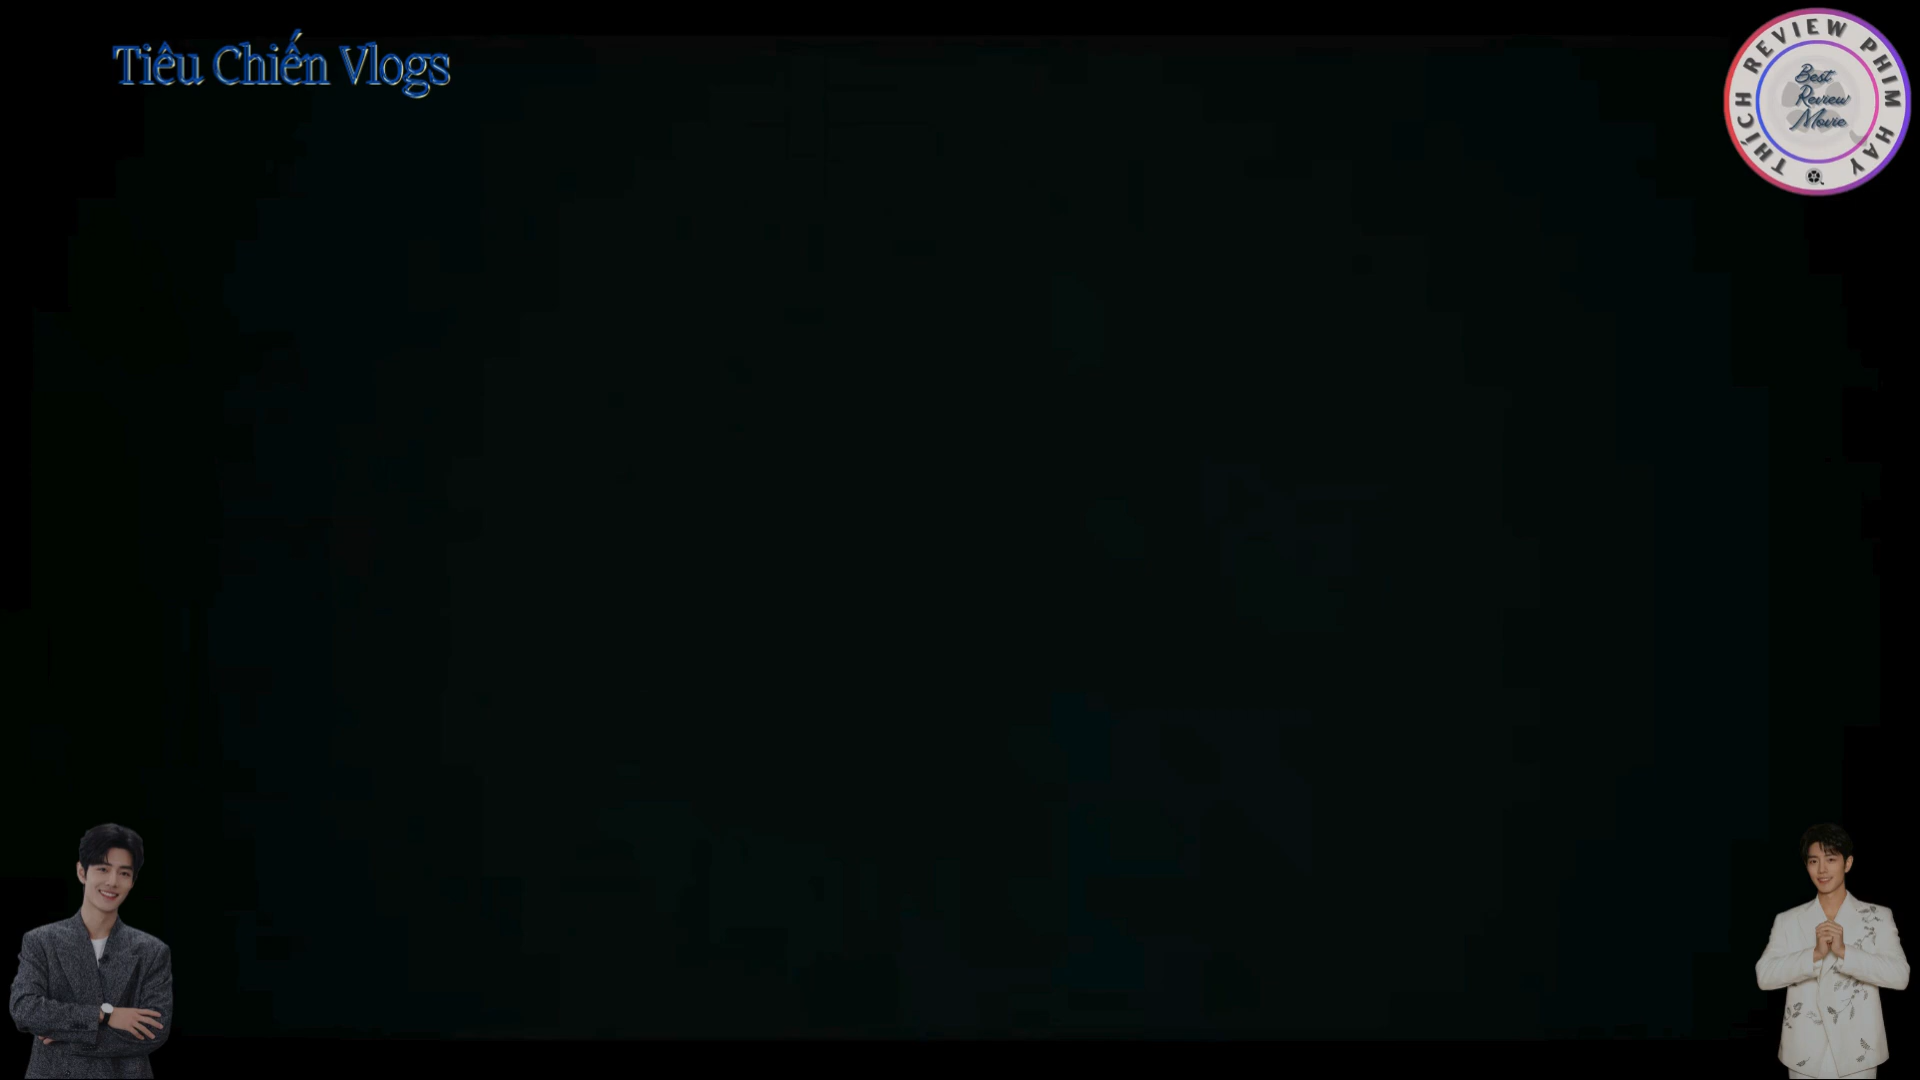 Tiêu Chiến Vlogs
THÍCH REVIEW PHIM HAY
Best
Review
Movie